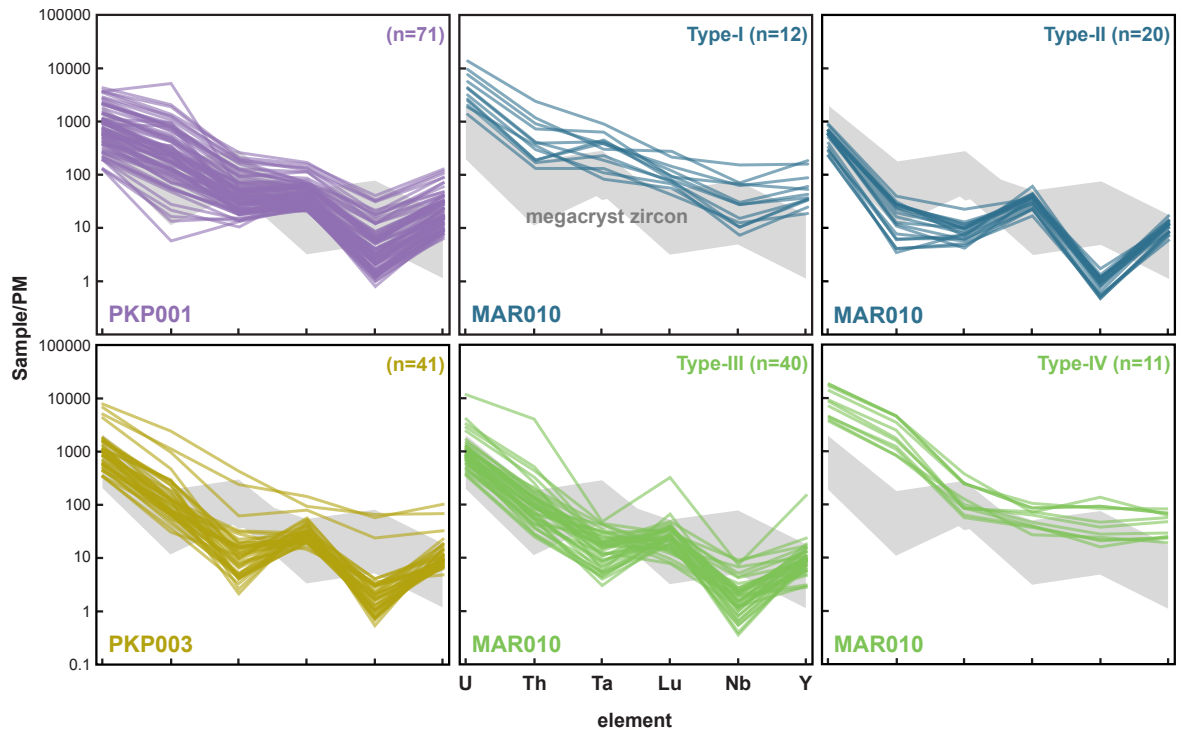 100000
(n=71)
Type-I (n=12)
Type-II (n=20)
10000
1000
100
10
1
megacryst zircon
PKP001
MAR010
MAR010
Sample/PM
100000
(n=41)
Type-III (n=40)
Type-IV (n=11)
10000
1000
100
10
1
0.1
PKP003
MAR010
MAR010
U Th Ta Lu Nb Y
element